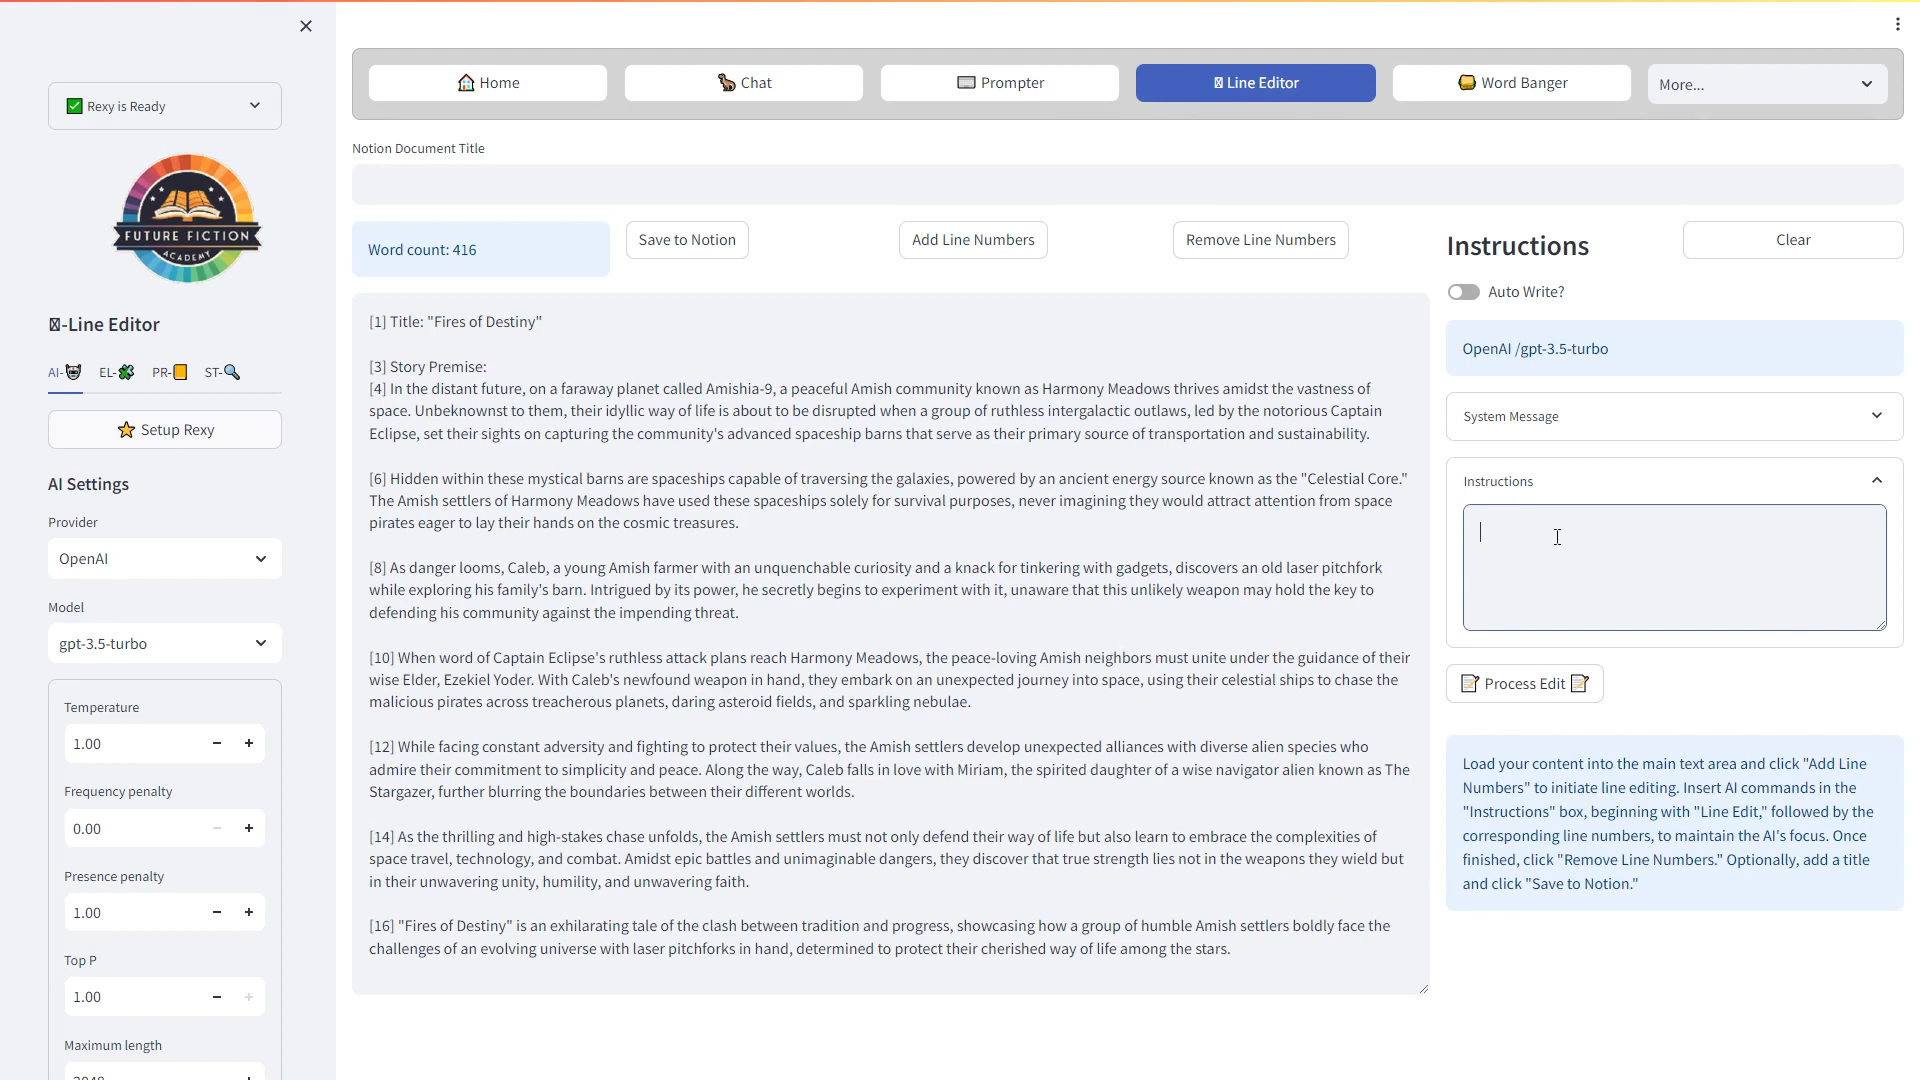 Rexy is Ready
FUTURE FICTION
ACADEMY
-Line Editor
AI-
EL-
PR-
ST-
Setup Rexy
AI Settings
Provider
OpenAI
Model
gpt-3.5-turbo
Temperature
1.00
Frequency penalty
0.00
Presence penalty
1.00
Top P
1.00
Maximum length
Home
Chat
Prompter
Line Editor
Word Banger
More...
Notion Document Title
Word count: 416
Save to Notion
Add Line Numbers
Remove Line Numbers
[1] Title: "Fires of Destiny"
[3] Story Premise:
[4] In the distant future, on a faraway planet called Amishia-9, a peaceful Amish community known as Harmony Meadows thrives amidst the vastness of
space. Unbeknownst to them, their idyllic way of life is about to be disrupted when a group of ruthless intergalactic outlaws, led by the notorious Captain
Eclipse, set their sights on capturing the community's advanced spaceship barns that serve as their primary source of transportation and sustainability.
[6] Hidden within these mystical barns are spaceships capable of traversing the galaxies, powered by an ancient energy source known as the "Celestial Core."
The Amish settlers of Harmony Meadows have used these spaceships solely for survival purposes, never imagining they would attract attention from space
pirates eager to lay their hands on the cosmic treasures.
[8] As danger looms, Caleb, a young Amish farmer with an unquenchable curiosity and a knack for tinkering with gadgets, discovers an old laser pitchfork
while exploring his family's barn. Intrigued by its power, he secretly begins to experiment with it, unaware that this unlikely weapon may hold the key to
defending his community against the impending threat.
[10] When word of Captain Eclipse's ruthless attack plans reach Harmony Meadows, the peace-loving Amish neighbors must unite under the guidance of their
wise Elder, Ezekiel Yoder. With Caleb's newfound weapon in hand, they embark on an unexpected journey into space, using their celestial ships to chase the
malicious pirates across treacherous planets, daring asteroid fields, and sparkling nebulae.
[12] While facing constant adversity and fighting to protect their values, the Amish settlers develop unexpected alliances with diverse alien species who
admire their commitment to simplicity and peace. Along the way, Caleb falls in love with Miriam, the spirited daughter of a wise navigator alien known as The
Stargazer, further blurring the boundaries between their different worlds.
[14] As the thrilling and high-stakes chase unfolds, the Amish settlers must not only defend their way of life but also learn to embrace the complexities of
space travel, technology, and combat. Amidst epic battles and unimaginable dangers, they discover that true strength lies not in the weapons they wield but
in their unwavering unity, humility, and unwavering faith.
[16] "Fires of Destiny" is an exhilarating tale of the clash between tradition and progress, showcasing how a group of humble Amish settlers boldly face the
challenges of an evolving universe with laser pitchforks in hand, determined to protect their cherished way of life among the stars.
Instructions
Clear
Auto Write?
OpenAI /gpt-3.5-turbo
System Message
Instructions
Process Edit
Load your content into the main text area and click "Add Line
Numbers" to initiate line editing. Insert AI commands in the
"Instructions" box, beginning with "Line Edit," followed by the
corresponding line numbers, to maintain the AI's focus. Once
finished, click "Remove Line Numbers." Optionally, add a title
and click "Save to Notion."